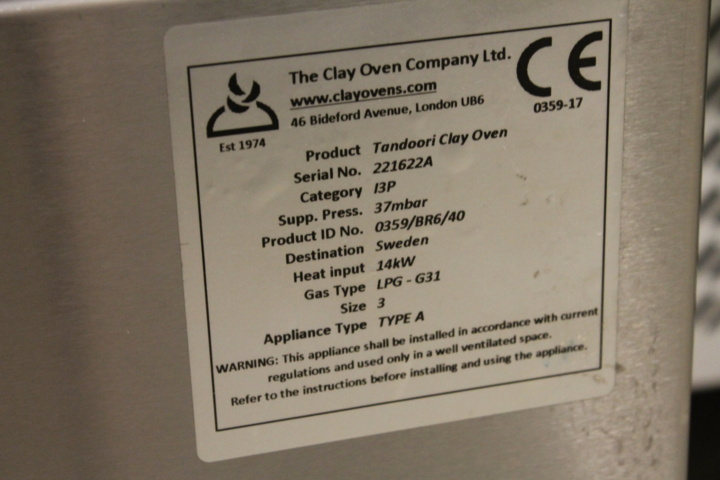 The Clay Oven Company Ltd.
www.clayovens.com
46 Bideford Avenue, London UB6
CE
0359-17
Est 1974
Product Tandoori Clay Oven
Serial No. 221622A
Category I3P
Supp. Press. 37mbar
Product ID No. 0359/BR6/40
Destination Sweden
Heat input 14kW
Gas Type LPG - G31
Size 3
Appliance Type TYPE A
WARNING: This appliance shall be installed in accordance with current
regulations and used only in a well ventilated space.
Refer to the instructions before installing and using the appliance.